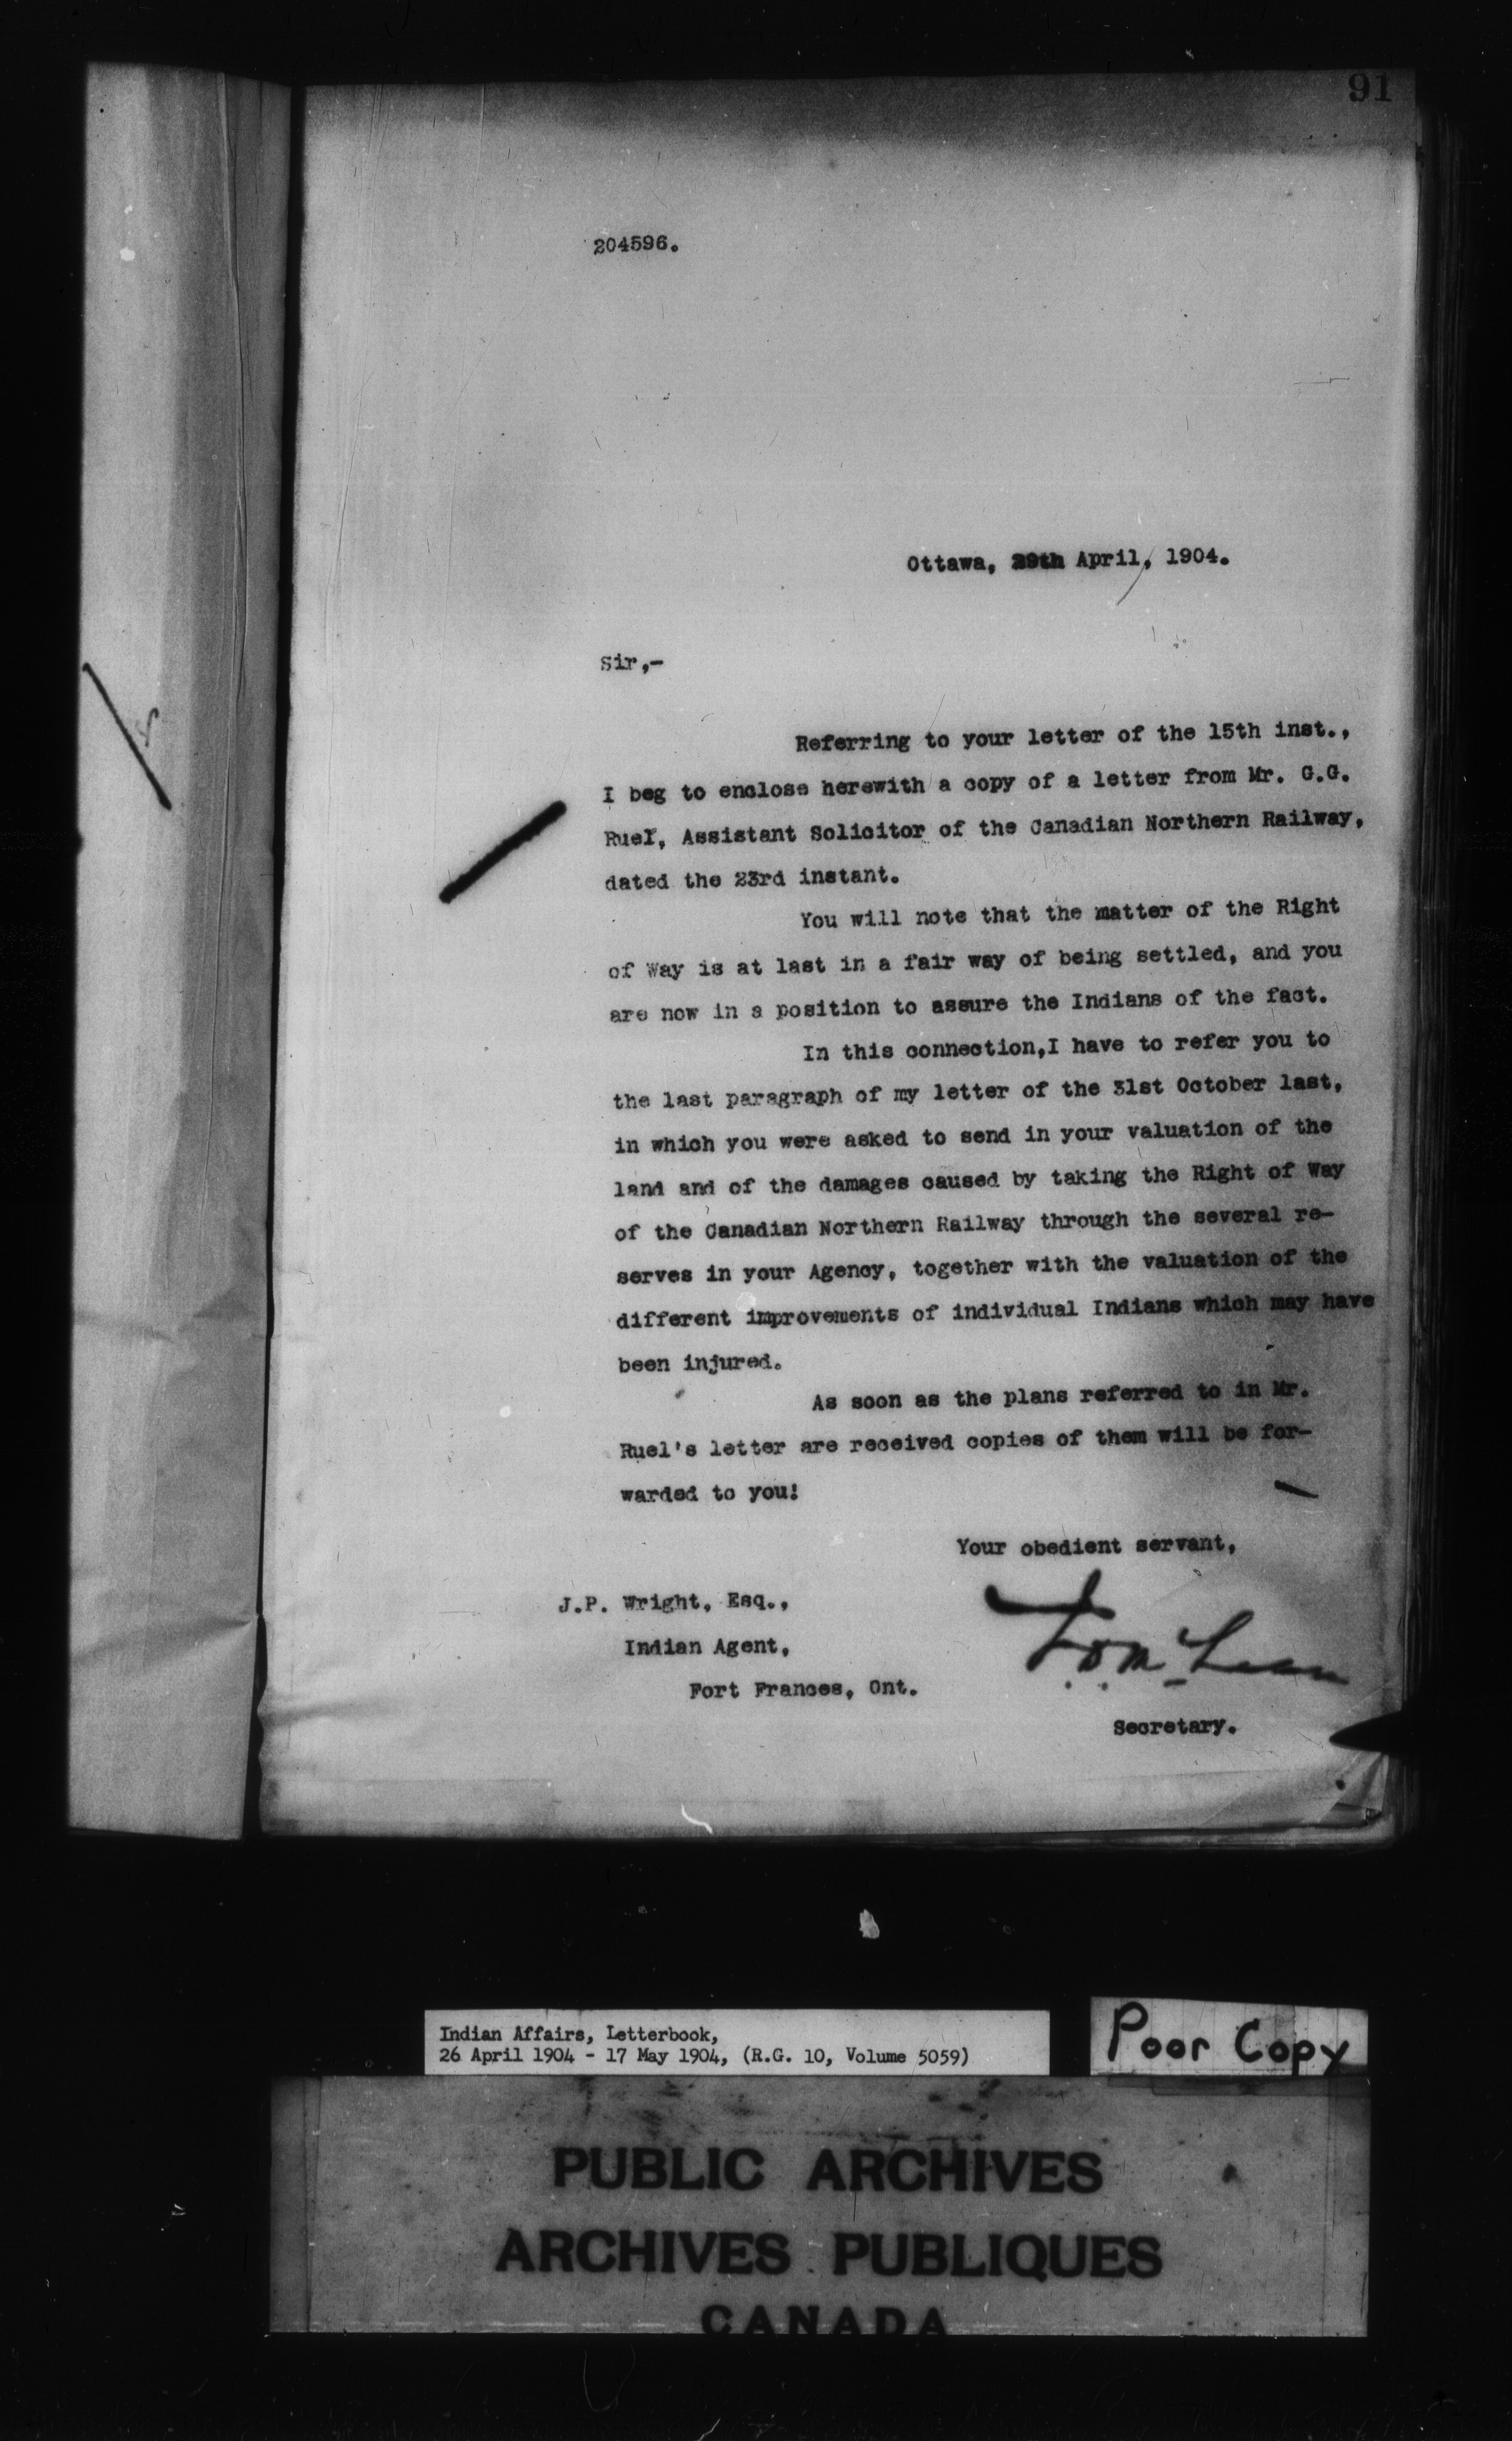 91
204596.
Ottawa, 29th April, 1904.
Sir,-
Referring to your letter of the 15th inst.,
I beg to enclose herewith a copy of a letter from Mr. G.G.
Ruel, Assistant Solicitor of the Canadian Northern Railway,
dated the 23rd instant.
You will note that the matter of the Right
of Way is at last in a fair way of being settled, and you
are now in a position to assure the Indians of the fact.
In this connection,I have to refer you to
the last paragraph of my letter of the 31st October last,
in which you were asked to send in your valuation of the
land and of the damages caused by taking the Right of Way
of the Canadian Northern Railway through the several re-
serves in your Agency, together with the valuation of the
different improvements of individual Indians which may have
been injured.
As soon as the plans referred to in Mr.
Ruel's letter are received copies of them will be for-
warded to you!
Your obedient servant,
J.P. Wright, Esq.,
Indian Agent,
Fort Frances, Ont.
Secretary.
Indian Affairs, Letterbook,
26 April 1904 - 17 May 1904, (R.G. 10, Volume 5059)
Poor Copy
PUBLIC ARCHIVES
ARCHIVES PUBLIQUES
CANADA